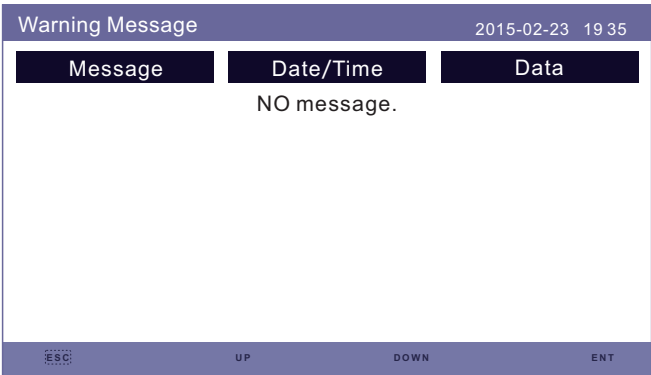 Warning Message 2015-02-23 19 35
Message Date/Time Data
NO message.
ESC UP DOWN ENT